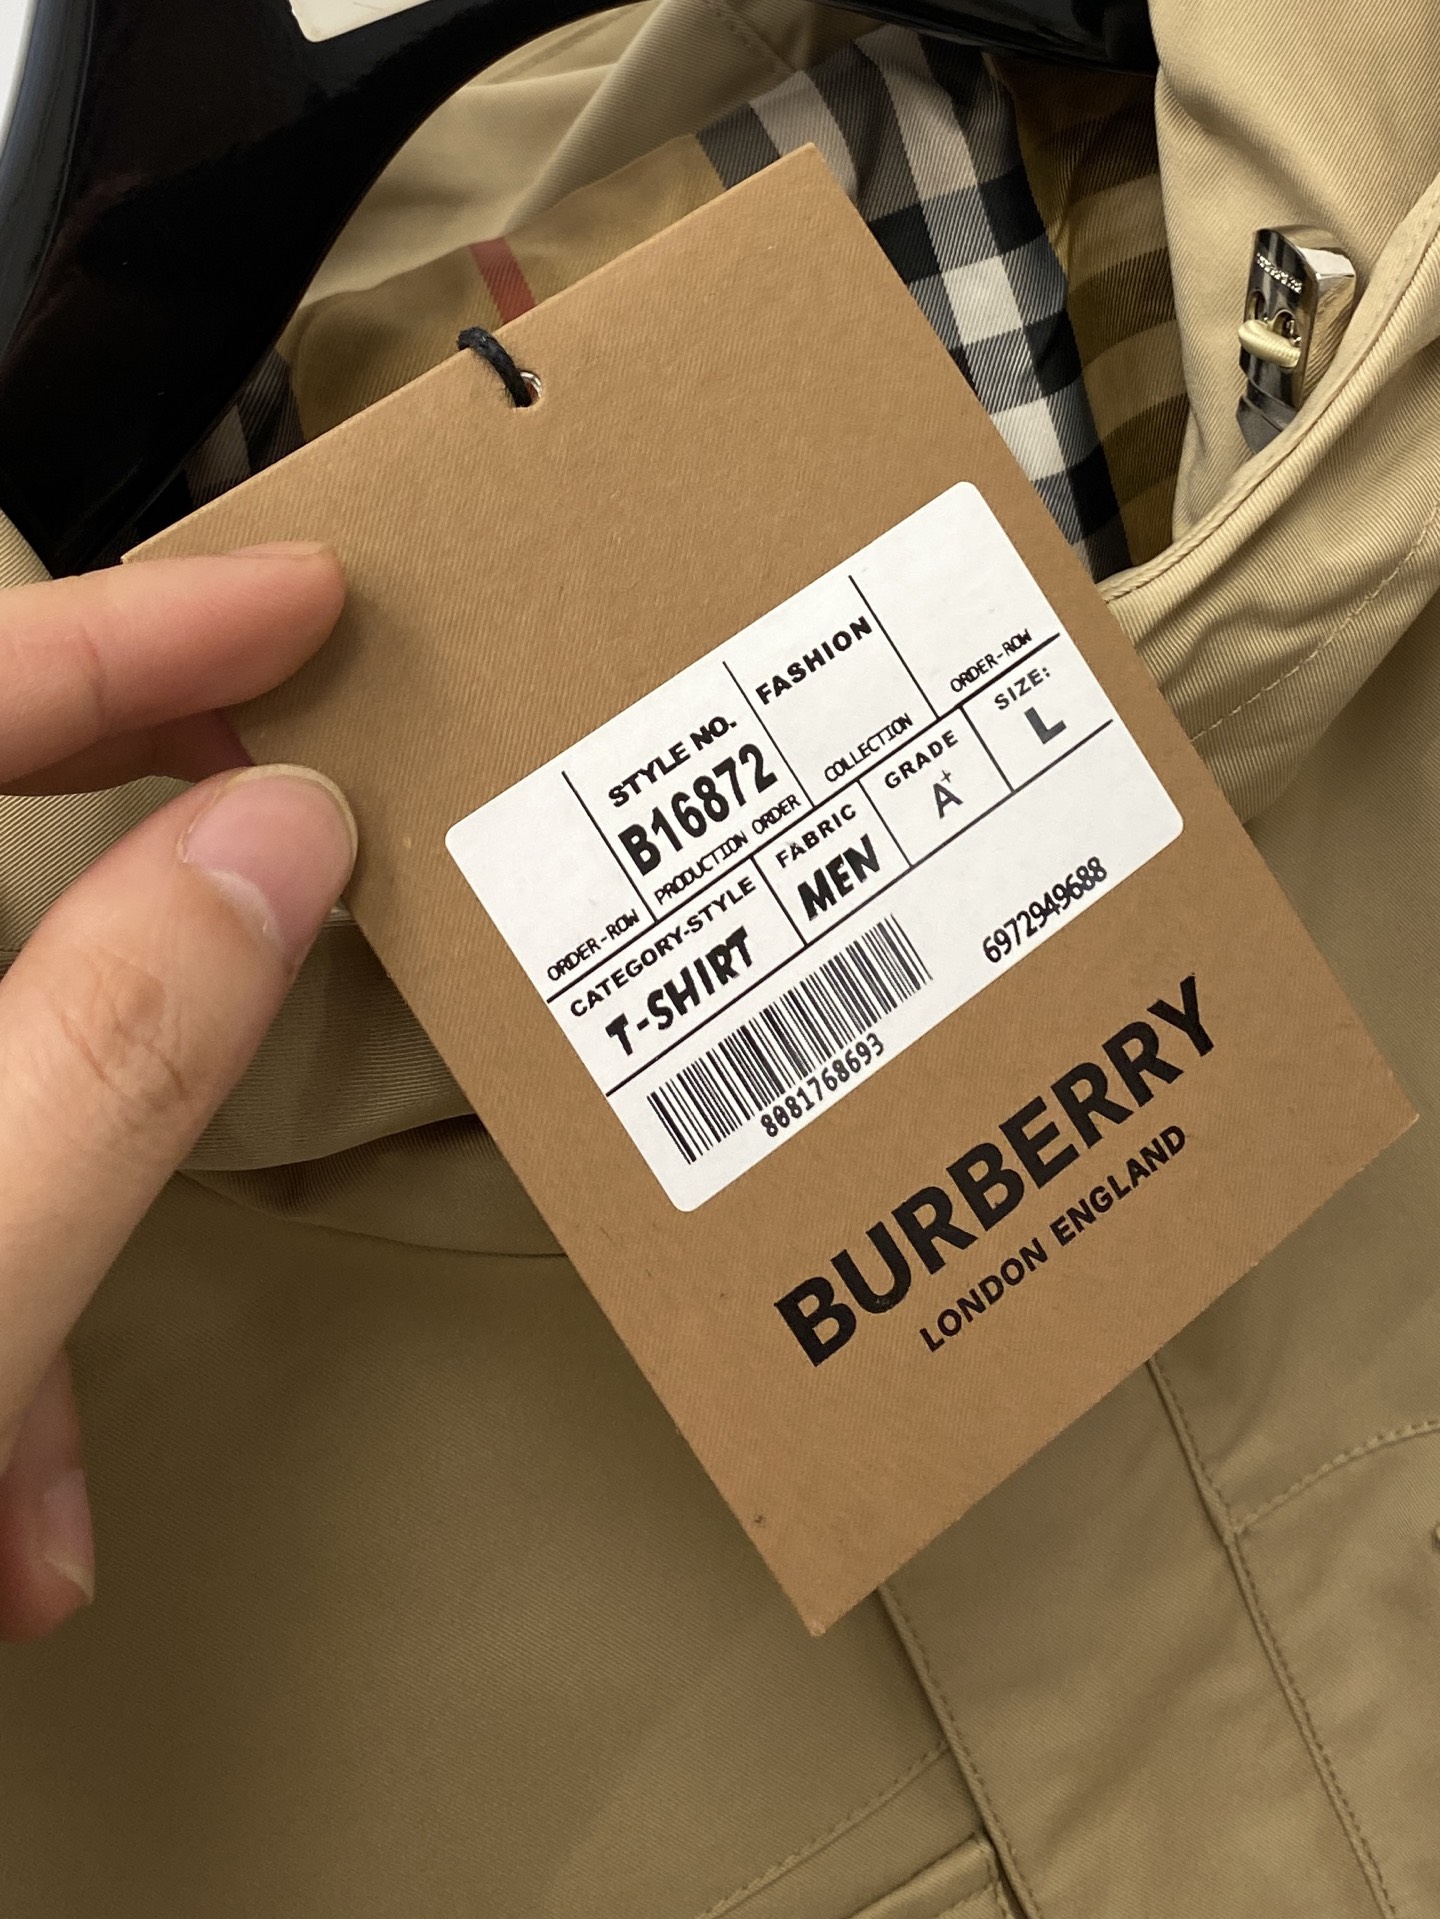 STYLE NO.
B16872
FASHION
ORDER-ROW
PRODUCTION ORDER
COLLECTION
ORDER-ROW
CATEGORY-STYLE
T-SHIRT
FABRIC
MEN
GRADE
A+
SIZE:
L
8081768693
6972949688
BURBERRY
LONDON ENGLAND